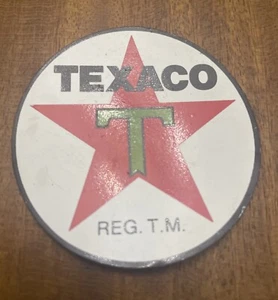 TEXACO
T
REG. T.M.